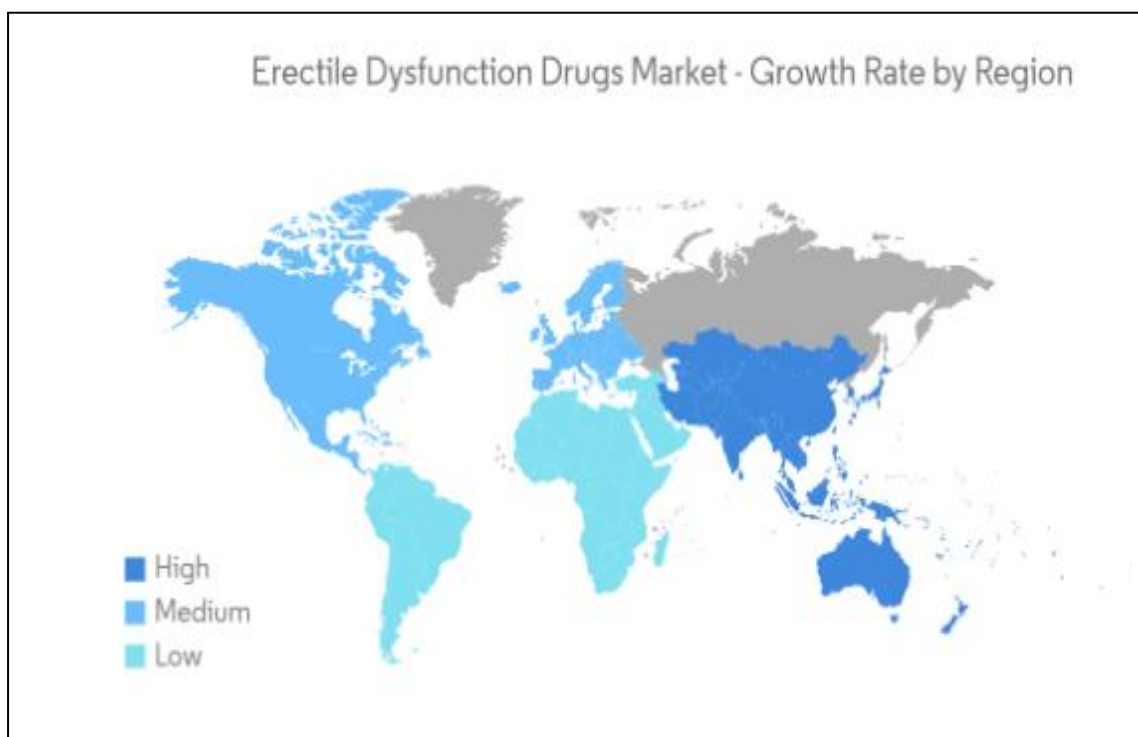 Erectile Dysfunction Drugs Market - Growth Rate by Region
High
Medium
Low